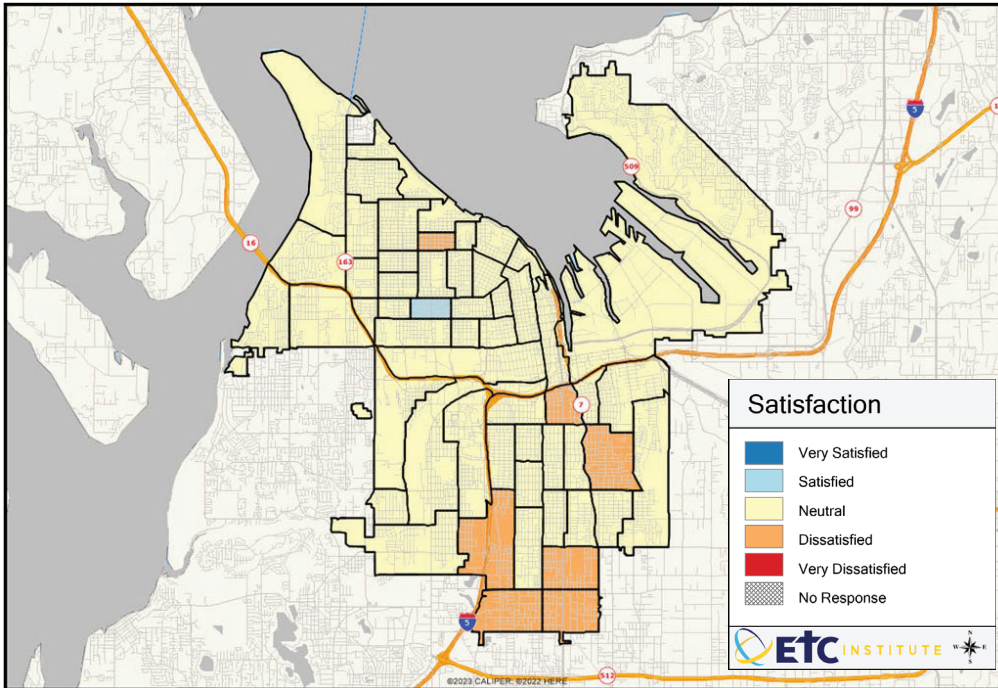 5
1
509
99
16
163
7
Satisfaction
Very Satisfied
Satisfied
Neutral
Dissatisfied
Very Dissatisfied
No Response
5
ETC INSTITUTE
N
W E
S
512
©2023 CALIPER; ©2022 HERE